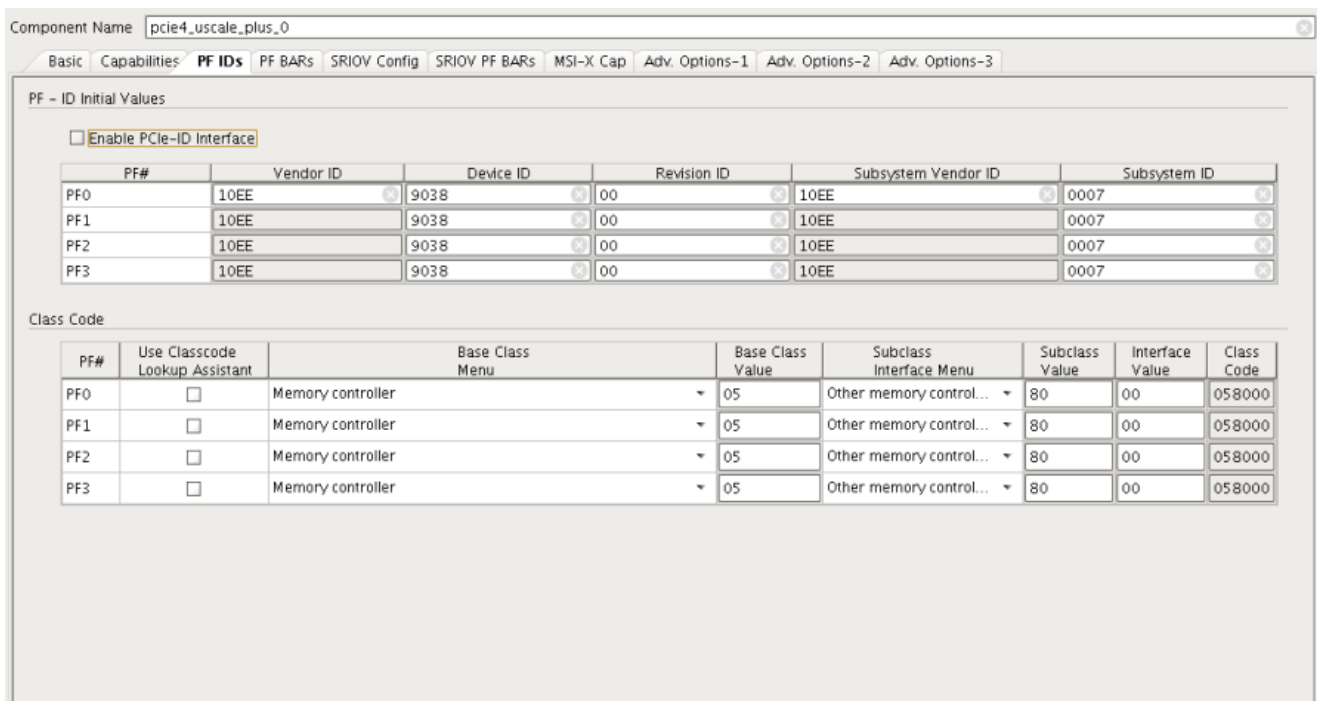 Component Name pcie4_uscale_plus_0
Basic Capabilities PF IDs PF BARs SRIOV Config SRIOV PF BARs MSI-X Cap Adv. Options-1 Adv. Options-2 Adv. Options-3
PF - ID Initial Values
Enable PCIe-ID Interface
PF# Vendor ID Device ID Revision ID Subsystem Vendor ID Subsystem ID
PF0 10EE 9038 00 10EE 0007
PF1 10EE 9038 00 10EE 0007
PF2 10EE 9038 00 10EE 0007
PF3 10EE 9038 00 10EE 0007
Class Code
PF# Use Classcode Lookup Assistant Base Class Menu Base Class Value Subclass Interface Menu Subclass Value Interface Value Class Code
PF0 Memory controller 05 Other memory control... 80 00 058000
PF1 Memory controller 05 Other memory control... 80 00 058000
PF2 Memory controller 05 Other memory control... 80 00 058000
PF3 Memory controller 05 Other memory control... 80 00 058000